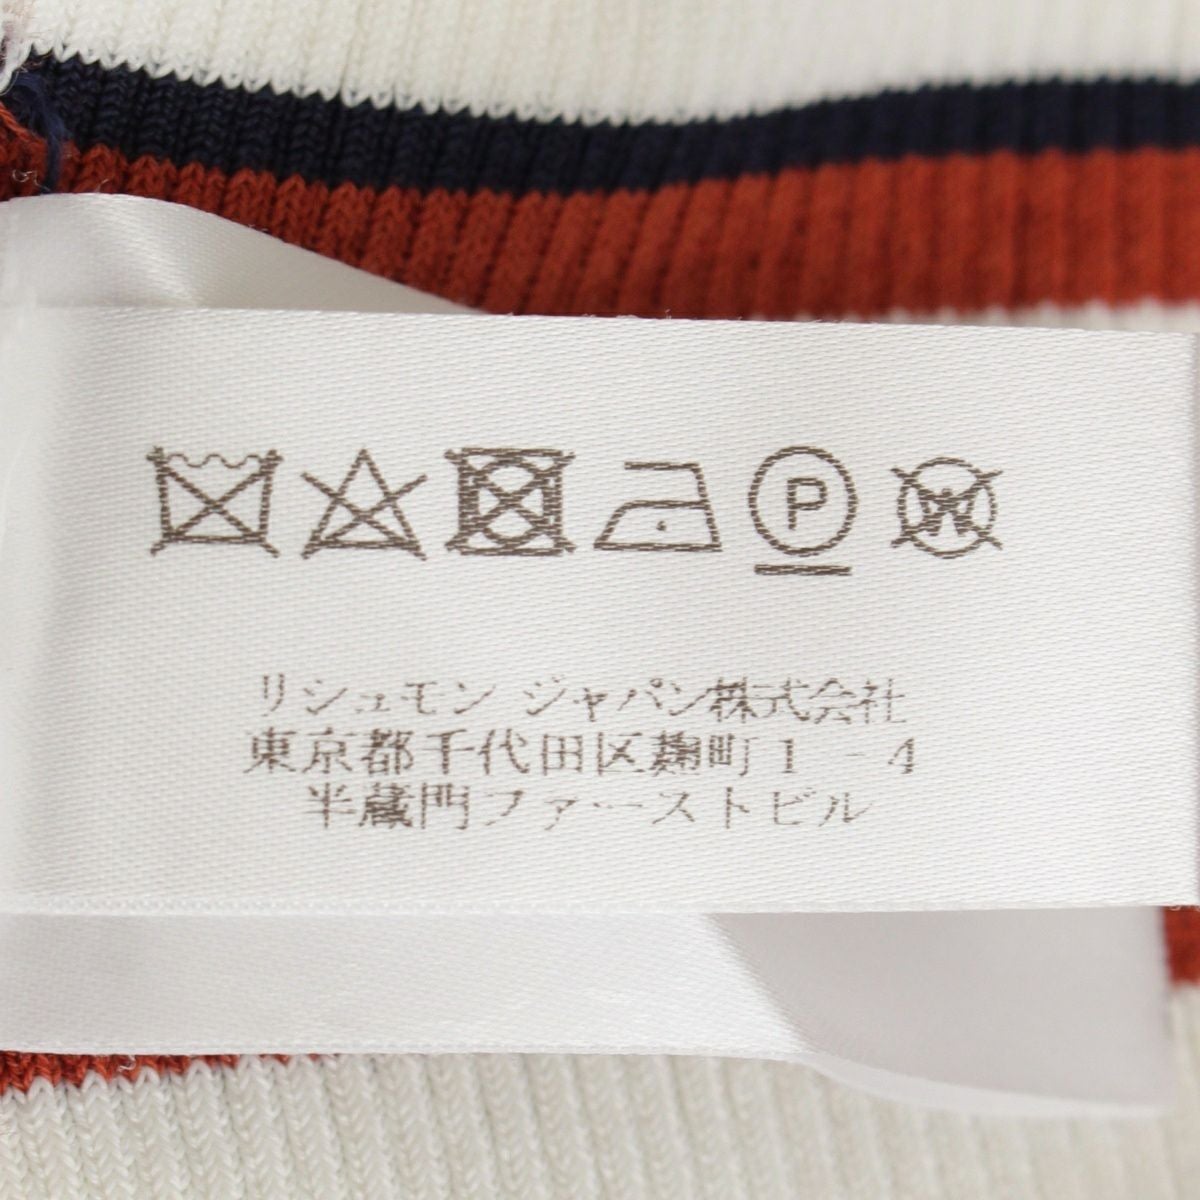 P
W
リシュモン ジャパン株式会社
東京都千代田区麹町1-4
半蔵門ファーストビル